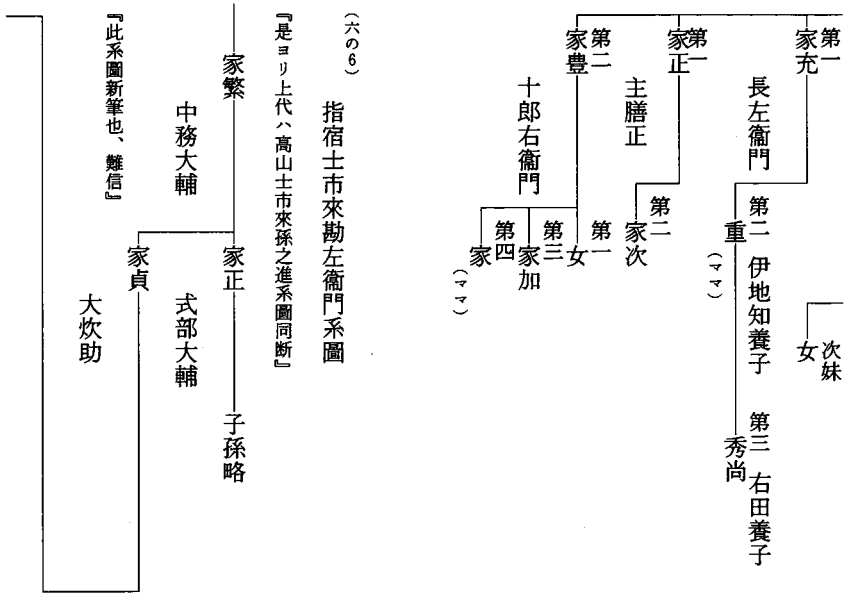 第一
家充
長左衞門
第二 伊地知養子
重
(ママ)
第三 右田養子
秀尚
次妹
女
第一
家正
主膳正
第二
家次
第二
家豊
十郎右衞門
第一
女
第三
家加
第四
家
(ママ)
(六の6)
指宿士市來勘左衞門系圖
『是ヨリ上代ハ高山士市來孫之進系圖同断』
家繁
中務大輔
『此系圖新筆也、難信』
家正
式部大輔
子孫略
家貞
大炊助